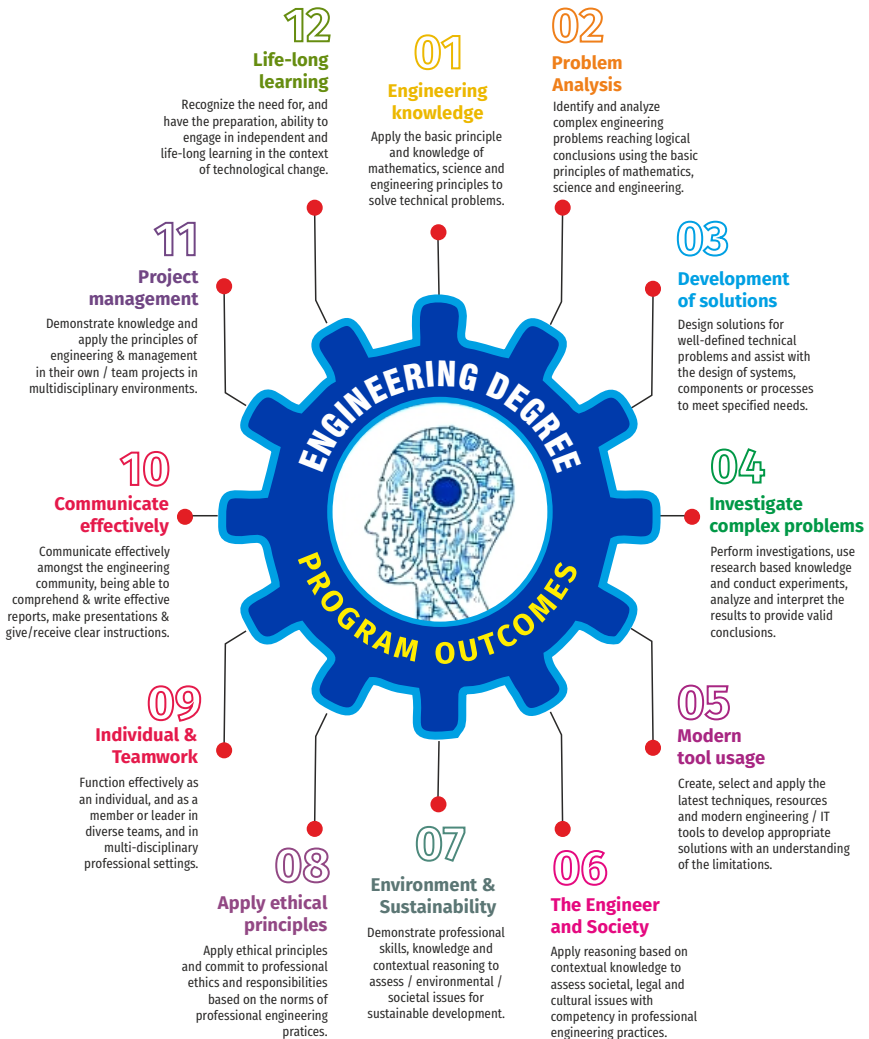 ENGINEERING DEGREE
PROGRAM OUTCOMES
01
Engineering
knowledge
Apply the basic principle
and knowledge of
mathematics, science and
engineering principles to
solve technical problems.
02
Problem
Analysis
Identify and analyze
complex engineering
problems reaching logical
conclusions using the basic
principles of mathematics,
science and engineering.
03
Development
of solutions
Design solutions for
well-defined technical
problems and assist with
the design of systems,
components or processes
to meet specified needs.
04
Investigate
complex problems
Perform investigations, use
research based knowledge
and conduct experiments,
analyze and interpret the
results to provide valid
conclusions.
05
Modern
tool usage
Create, select and apply the
latest techniques, resources
and modern engineering / IT
tools to develop appropriate
solutions with an understanding
of the limitations.
06
The Engineer
and Society
Apply reasoning based on
contextual knowledge to
assess societal, legal and
cultural issues with
competency in professional
engineering practices.
07
Environment &
Sustainability
Demonstrate professional
skills, knowledge and
contextual reasoning to
assess / environmental /
societal issues for
sustainable development.
08
Apply ethical
principles
Apply ethical principles
and commit to professional
ethics and responsibilities
based on the norms of
professional engineering
pratices.
09
Individual &
Teamwork
Function effectively as
an individual, and as a
member or leader in
diverse teams, and in
multi-disciplinary
professional settings.
10
Communicate
effectively
Communicate effectively
amongst the engineering
community, being able to
comprehend & write effective
reports, make presentations &
give/receive clear instructions.
11
Project
management
Demonstrate knowledge and
apply the principles of
engineering & management
in their own / team projects in
multidisciplinary environments.
12
Life-long
learning
Recognize the need for, and
have the preparation, ability to
engage in independent and
life-long learning in the context
of technological change.